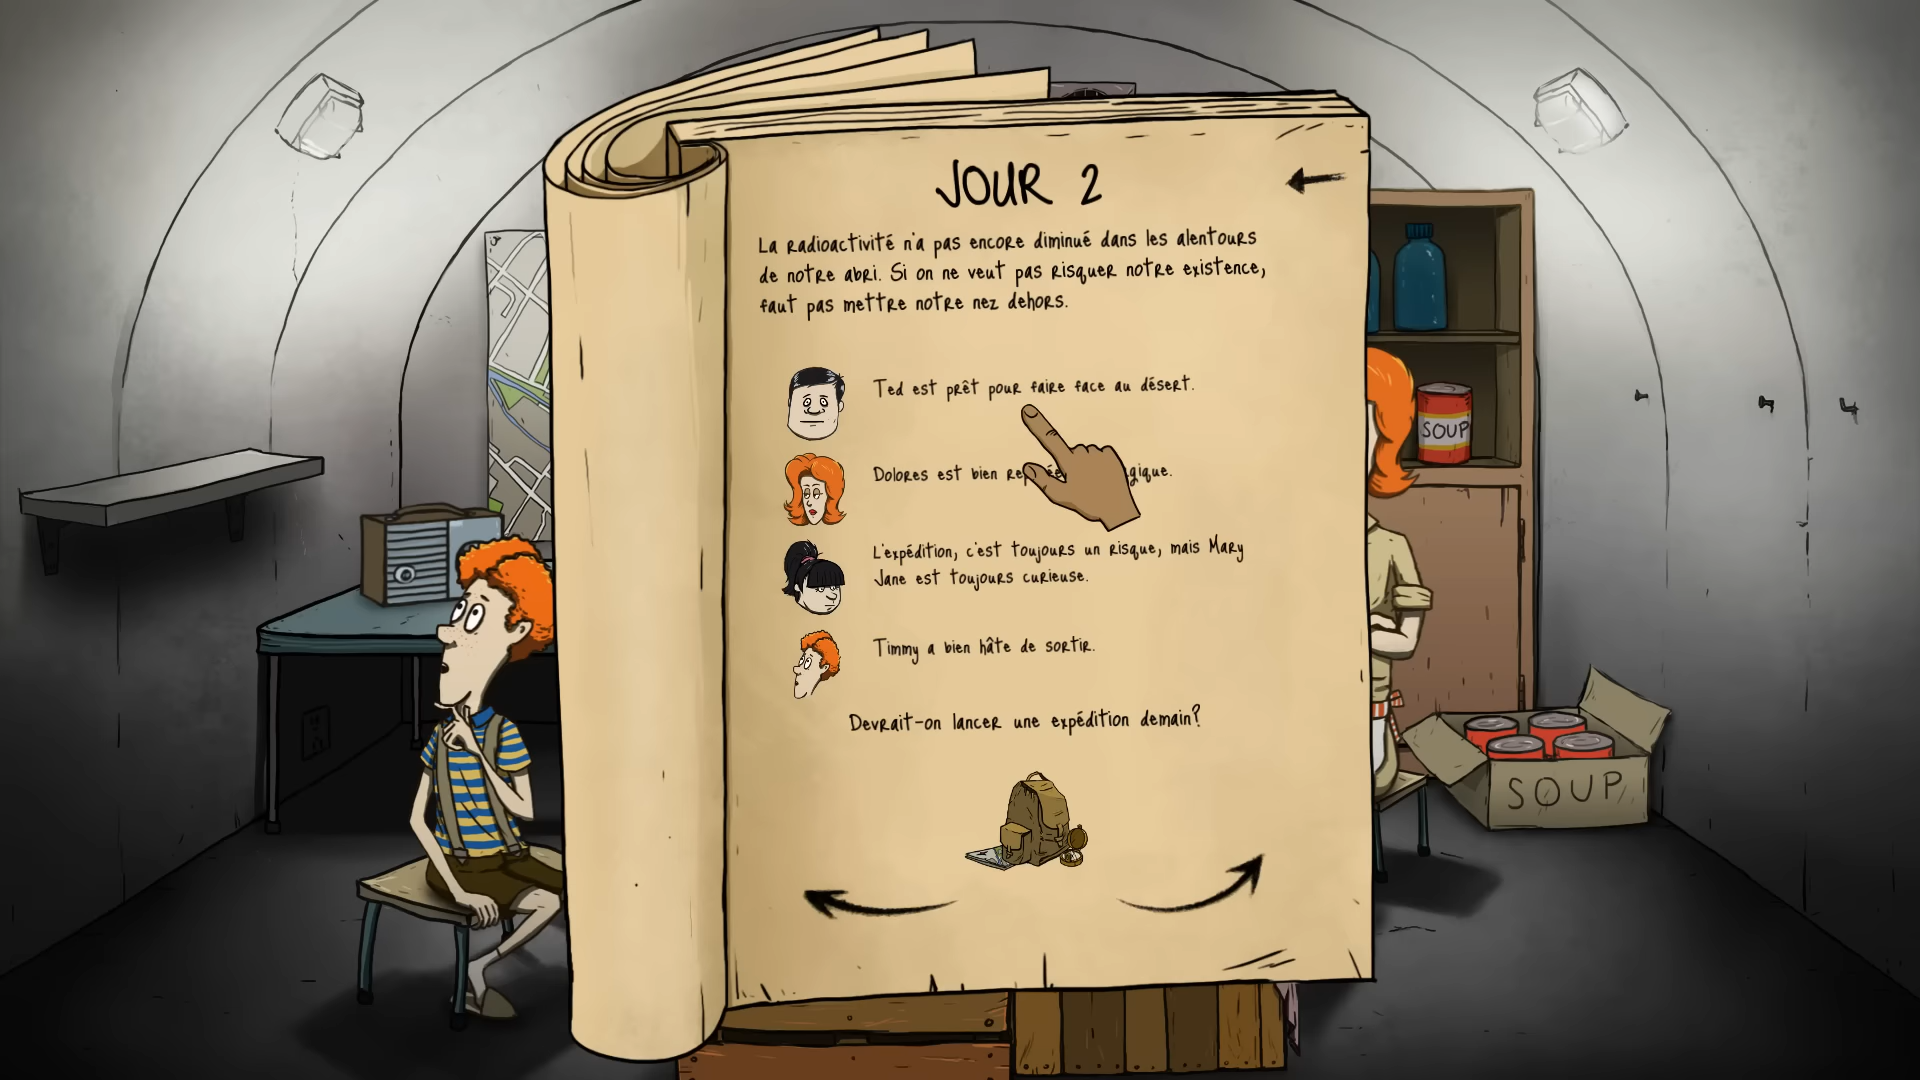 JOUR 2
La radioactivité n'a pas encore diminué dans les alentours
de notre abri. Si on ne veut pas risquer notre existence,
faut pas mettre notre nez dehors.
Ted est prêt pour faire face au désert.
Dolores est bien
L'expédition, c'est toujours un risque, mais Mary
Jane est toujours curieuse.
Timmy a bien hâte de sortir.
Devrait-on lancer une expédition demain?
SOUP
SOUP